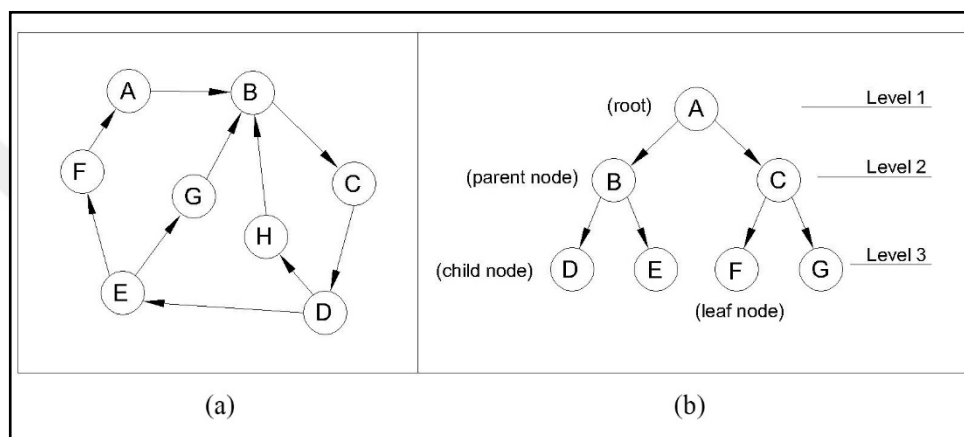 A
B
F
G
C
H
E
D
(a)
(root)
A
Level 1
(parent node)
B
C
Level 2
(child node)
D
E
F
G
Level 3
(leaf node)
(b)